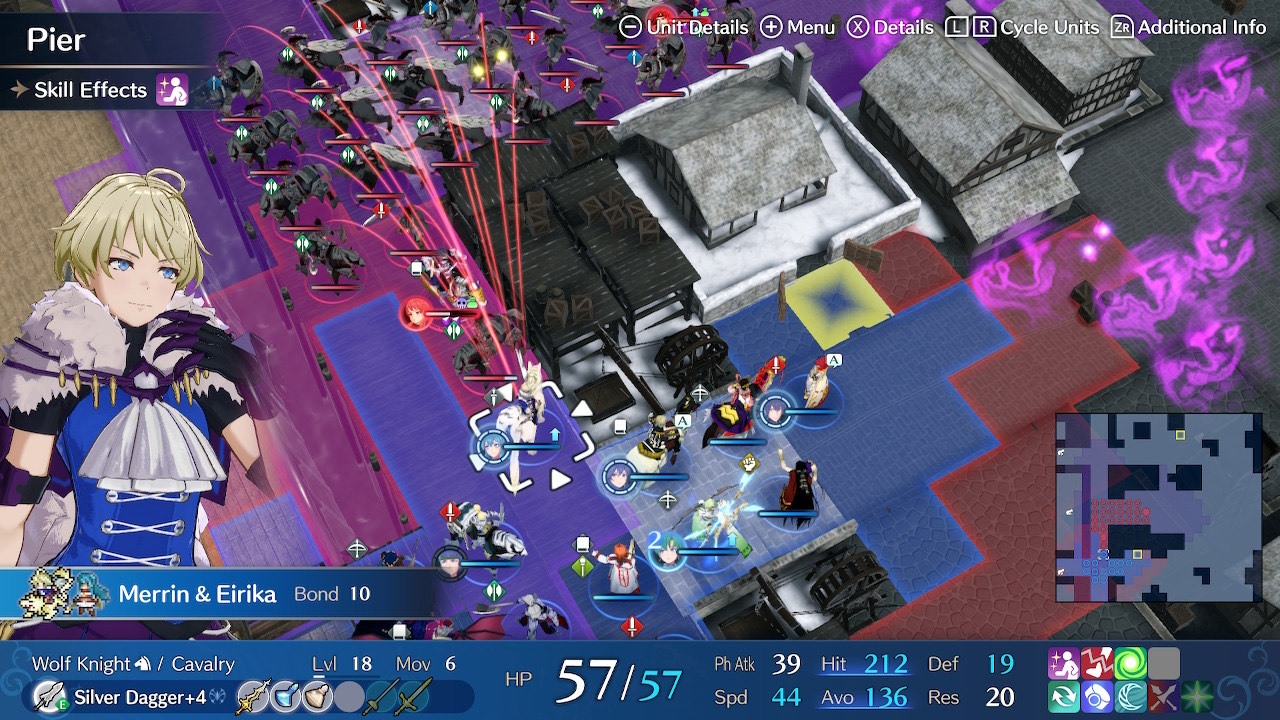 Pier
Skill Effects
Unit Details
Menu
X Details
L R Cycle Units
ZR Additional Info
A
A
2
Merrin & Eirika Bond 10
Wolf Knight / Cavalry Lvl 18 Mov 6
E Silver Dagger+4
HP 57/57
Ph Atk 39 Hit 212 Def 19
Spd 44 Avo 136 Res 20